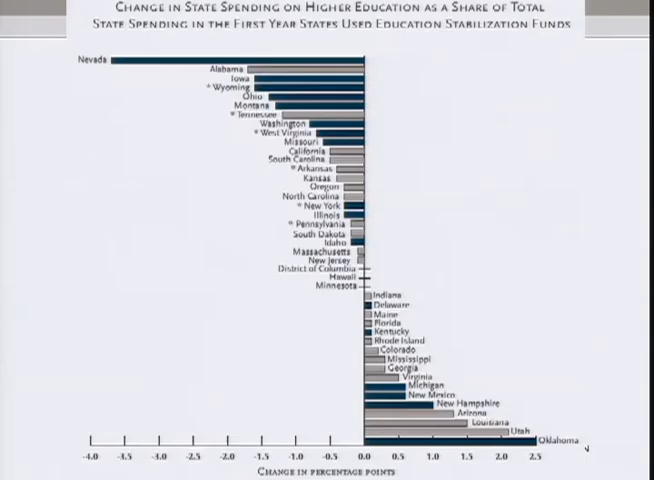 CHANGE IN STATE SPENDING ON HIGHER EDUCATION AS A SHARE OF TOTAL
STATE SPENDING IN THE FIRST YEAR STATES USED EDUCATION STABILIZATION FUNDS
Nevada
Alabama
Iowa
* Wyoming
Ohio
Montana
* Tennessee
Washington
* West Virginia
Missouri
California
South Carolina
* Arkansas
Kansas
Oregon
North Carolina
* New York
Illinois
* Pennsylvania
South Dakota
Idaho
Massachusetts
New Jersey
District of Columbia
Hawaii
Minnesota
Indiana
Delaware
Maine
Florida
Kentucky
Rhode Island
Colorado
Mississippi
Georgia
Virginia
Michigan
New Mexico
New Hampshire
Arizona
Louisiana
Utah
Oklahoma
-4.0 -3.5 -3.0 -2.5 -2.0 -1.5 -1.0 -0.5 0.0 0.5 1.0 1.5 2.0 2.5
CHANGE IN PERCENTAGE POINTS